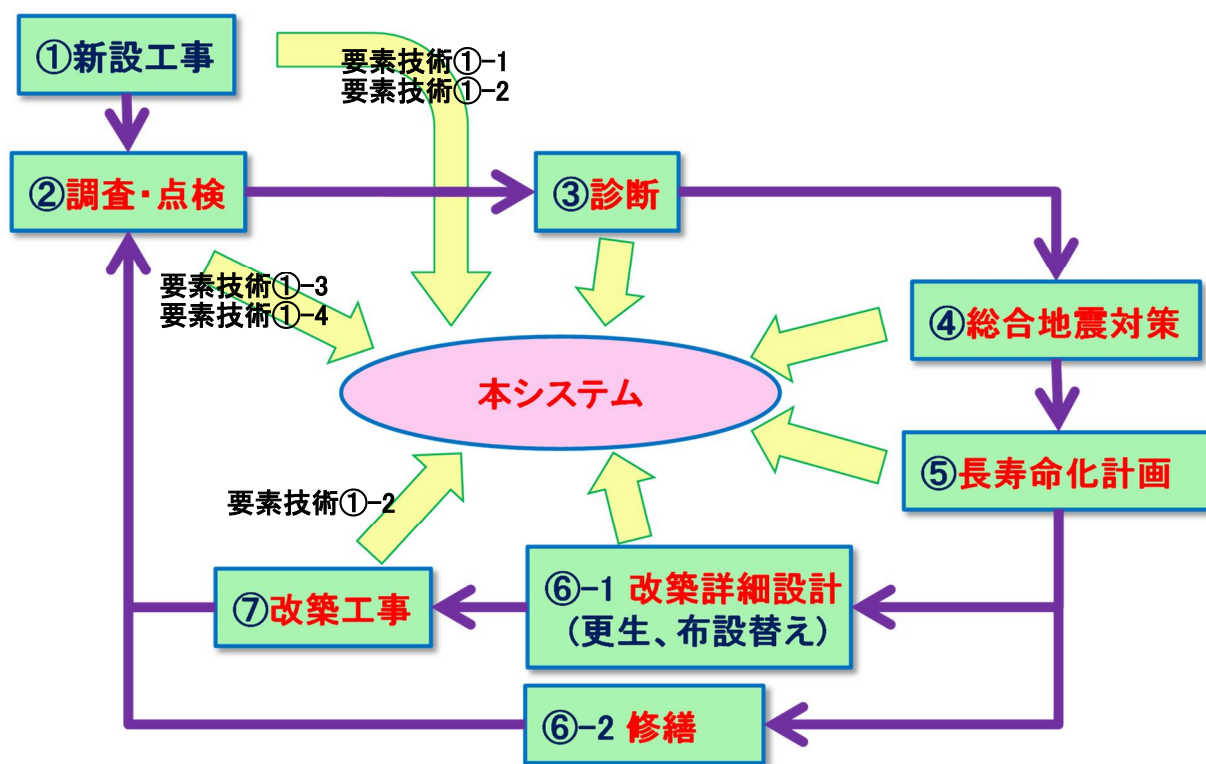 ①新設工事
要素技術①-1
要素技術①-2
②調査・点検
③診断
要素技術①-3
要素技術①-4
④総合地震対策
本システム
⑤長寿命化計画
要素技術①-2
⑥-1 改築詳細設計
（更生、布設替え）
⑦改築工事
⑥-2 修繕